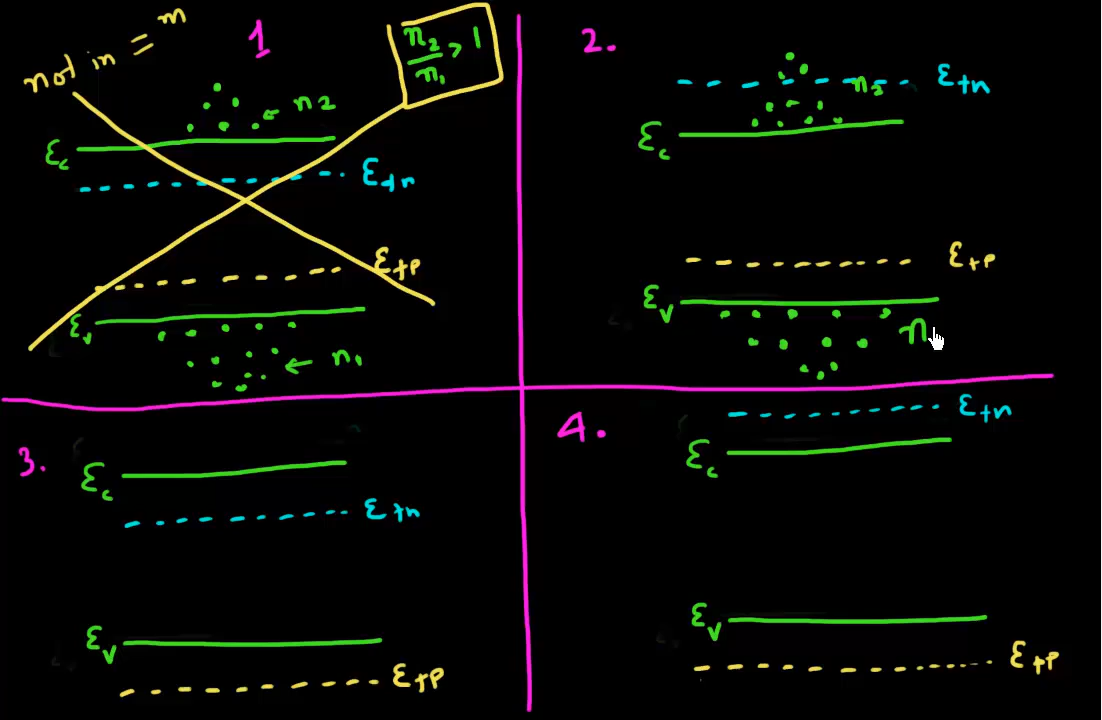 not in = m
1
n2/n1 > 1
n2
Ec
Efn
Efp
Ev
n1
2.
Efn
n2
Ec
Efp
Ev
n
3.
Ec
Efn
Ev
Efp
4.
Efn
Ec
Ev
Efp